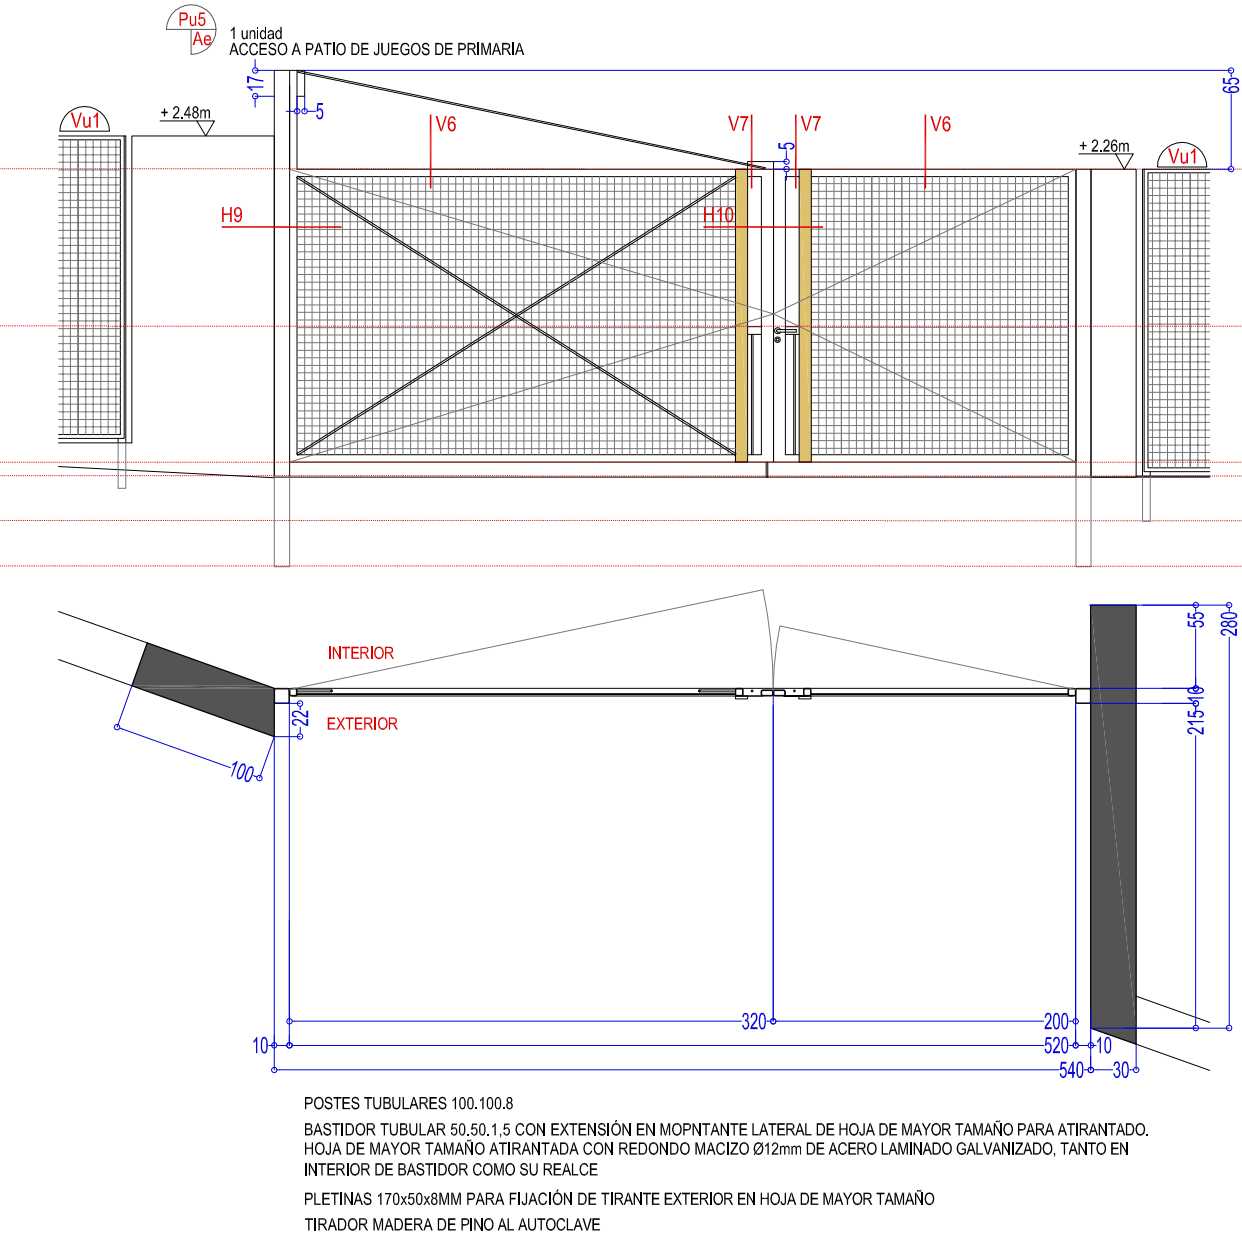 Pu5
Ae
1 unidad
ACCESO A PATIO DE JUEGOS DE PRIMARIA
17
5
65
Vu1
+ 2.48m
V6
V7
V7
V6
5
+ 2.26m
Vu1
H9
H10
INTERIOR
EXTERIOR
22
100
55
280
10
215
320
200
10
520
10
540
30
POSTES TUBULARES 100.100.8
BASTIDOR TUBULAR 50.50.1,5 CON EXTENSIÓN EN MOPNTANTE LATERAL DE HOJA DE MAYOR TAMAÑO PARA ATIRANTADO.
HOJA DE MAYOR TAMAÑO ATIRANTADA CON REDONDO MACIZO Ø12mm DE ACERO LAMINADO GALVANIZADO, TANTO EN
INTERIOR DE BASTIDOR COMO SU REALCE
PLETINAS 170x50x8MM PARA FIJACIÓN DE TIRANTE EXTERIOR EN HOJA DE MAYOR TAMAÑO
TIRADOR MADERA DE PINO AL AUTOCLAVE